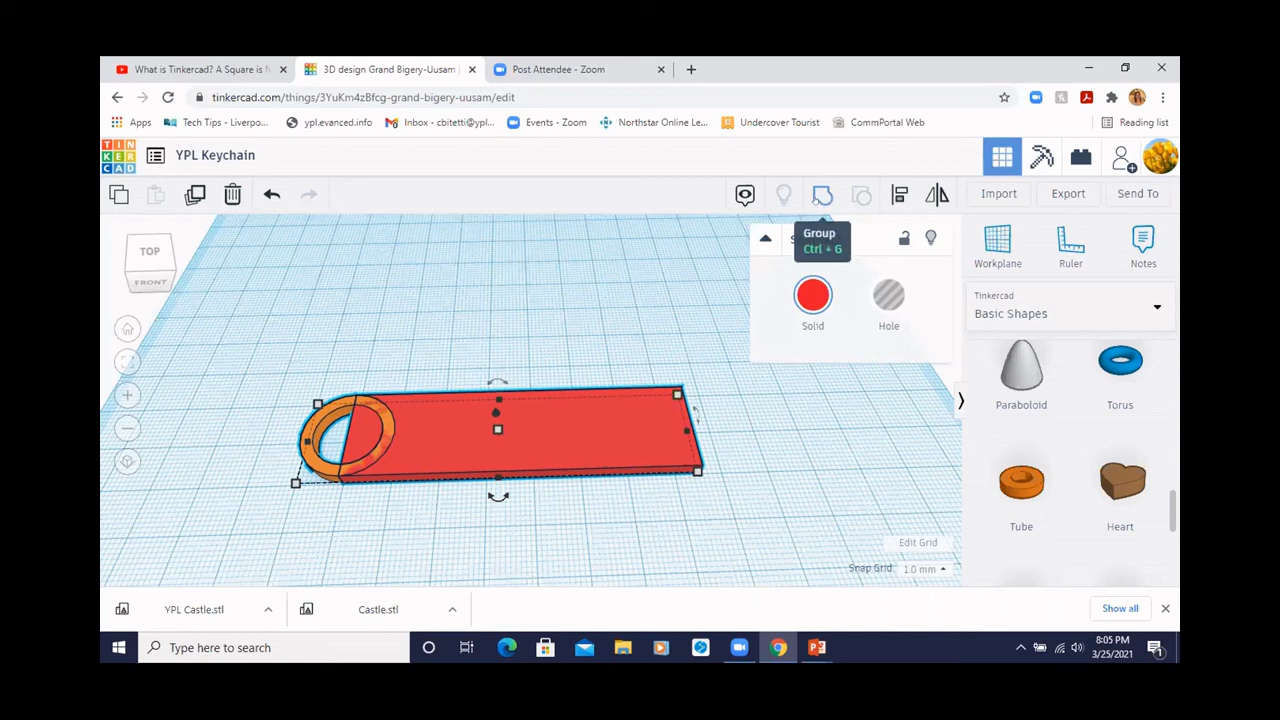 What is Tinkercad? A Square is N
3D design Grand Bigery-Uusam |
Post Attendee - Zoom
tinkercad.com/things/3YuKm4zBfcg-grand-bigery-uusam/edit
Apps
Tech Tips - Liverpo...
ypl.evanced.info
Inbox - cbitetti@ypl...
Events - Zoom
Northstar Online Le...
Undercover Tourist
CommPortal Web
Reading list
TIN
KER
CAD
YPL Keychain
Import
Export
Send To
Group
Ctrl + G
Solid
Hole
TOP
FRONT
Workplane
Ruler
Notes
Tinkercad
Basic Shapes
Paraboloid
Torus
Tube
Heart
Edit Grid
Snap Grid
1.0 mm
YPL Castle.stl
Castle.stl
Show all
Type here to search
8:05 PM
3/25/2021
1